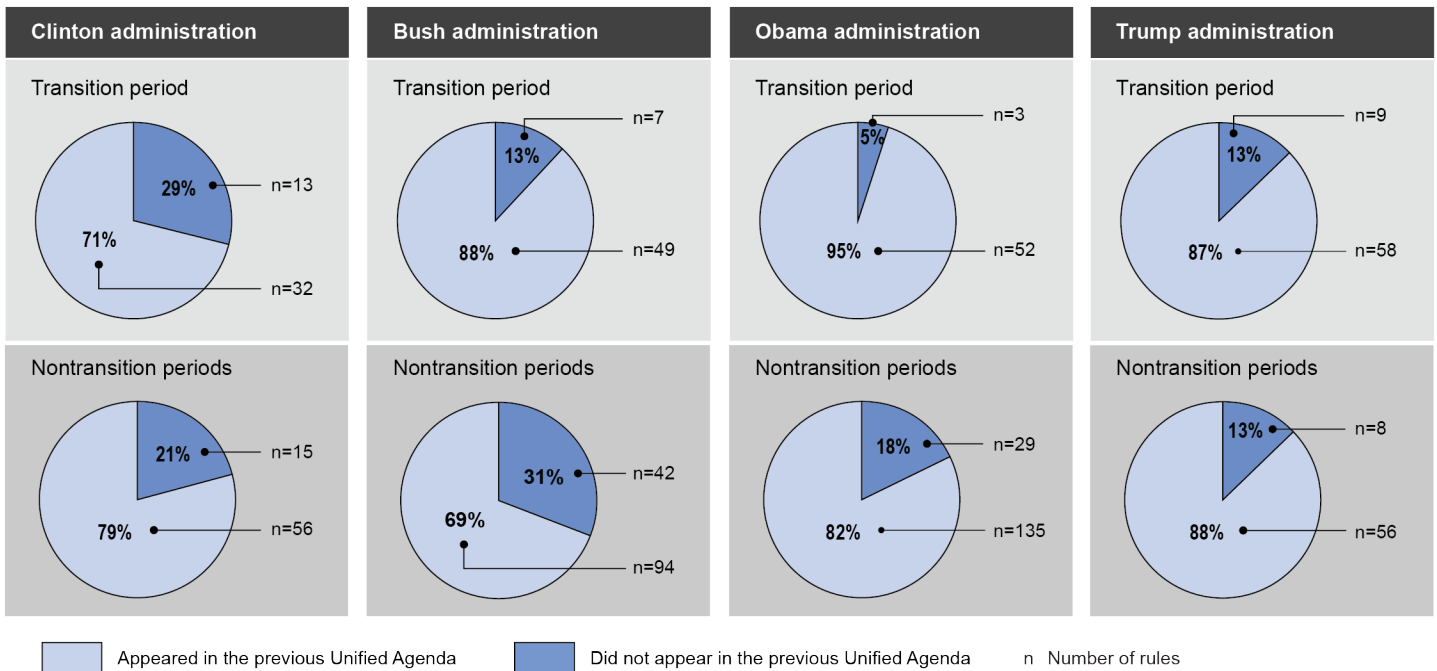 Clinton administration
Transition period
29%
n=13
71%
n=32
Nontransition periods
21%
n=15
79%
n=56
Bush administration
Transition period
n=7
13%
88%
n=49
Nontransition periods
31%
n=42
69%
n=94
Obama administration
Transition period
n=3
5%
95%
n=52
Nontransition periods
18%
n=29
82%
n=135
Trump administration
Transition period
n=9
13%
87%
n=58
Nontransition periods
13%
n=8
88%
n=56
Appeared in the previous Unified Agenda
Did not appear in the previous Unified Agenda
n Number of rules